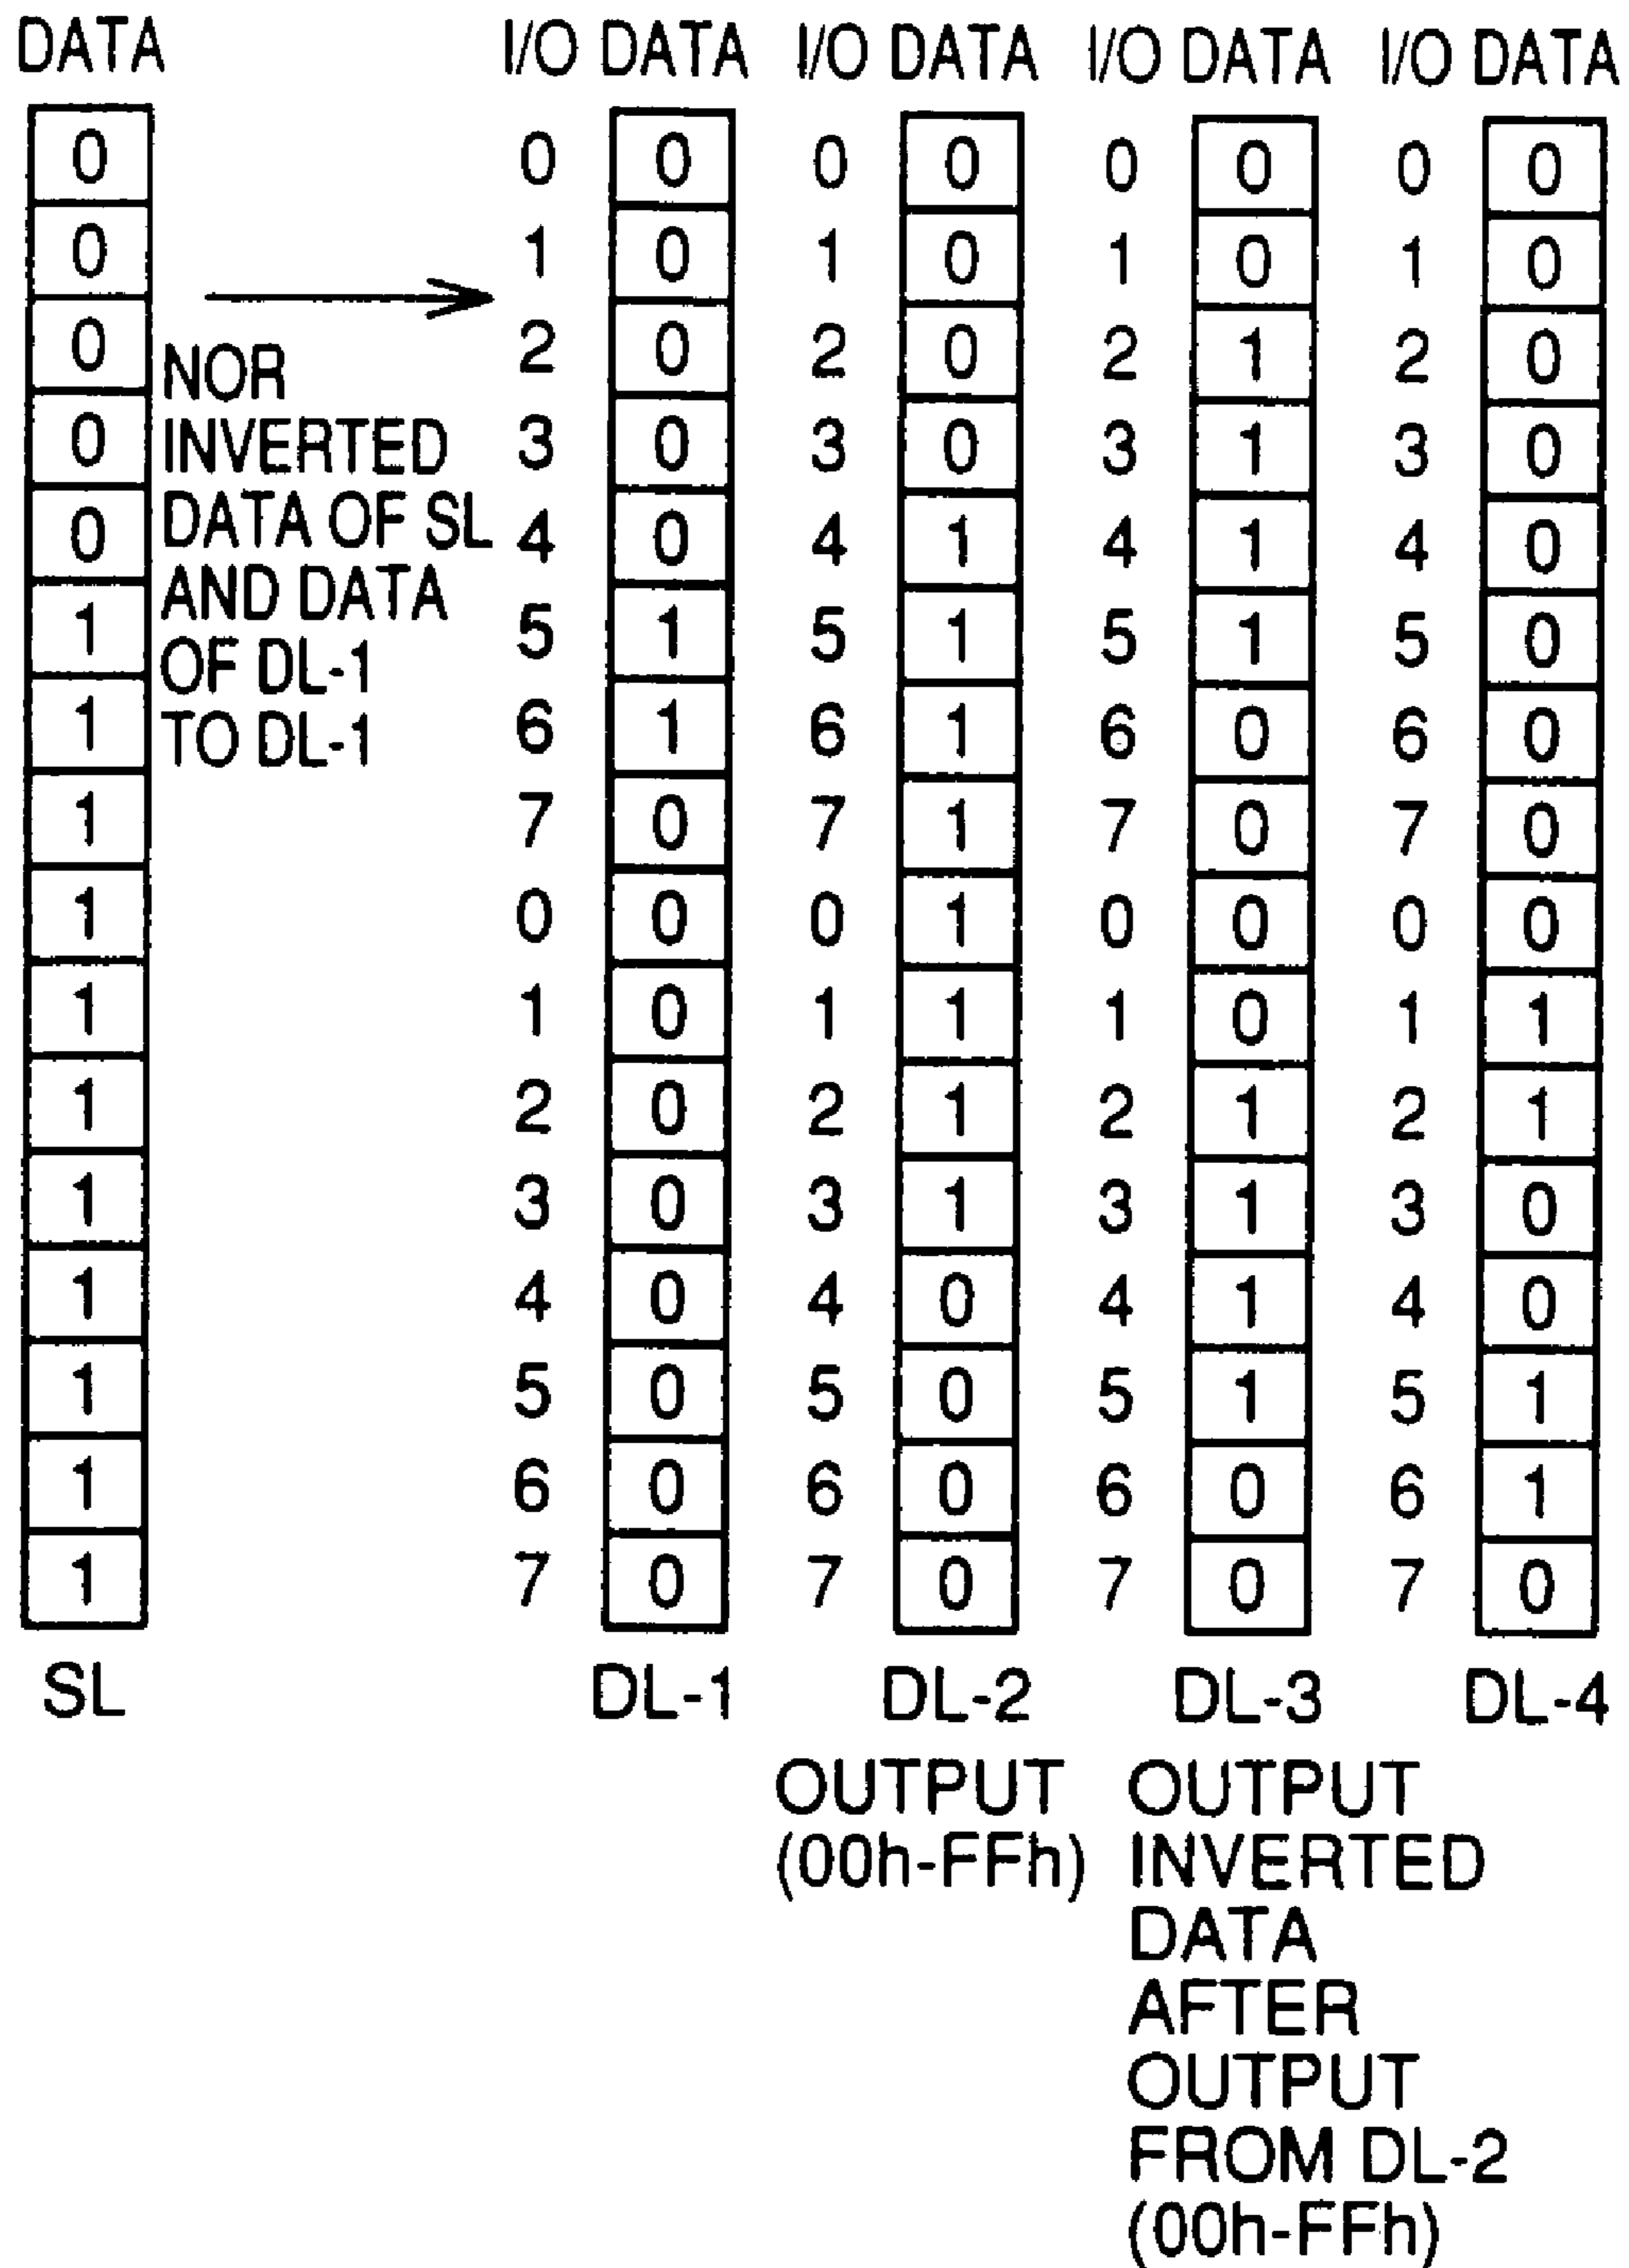 DATA I/O DATA I/O DATA I/O DATA I/O DATA
0 0 0 0 0 0 1 0 0
0 1 0 1 0 1 0 1 0
0 2 0 2 0 2 1 2 0
0 3 0 3 0 3 1 3 0
0 4 0 4 1 4 1 4 0
1 5 1 5 1 5 1 5 0
1 6 1 6 1 6 0 6 0
1 7 0 7 1 7 0 7 0
1 0 0 0 1 0 0 0 0
1 1 0 1 1 1 0 1 1
1 2 0 2 1 2 1 2 1
1 3 0 3 1 3 1 3 0
1 4 0 4 0 4 1 4 0
1 5 0 5 0 5 1 5 1
1 6 0 6 0 6 0 6 1
1 7 0 7 0 7 0 7 0
NOR
INVERTED
DATA OF SL
AND DATA
OF DL-1
TO DL-1
SL DL-1 DL-2 DL-3 DL-4
OUTPUT
(00h-FFh)
OUTPUT
INVERTED
DATA
AFTER
OUTPUT
FROM DL-2
(00h-FFh)